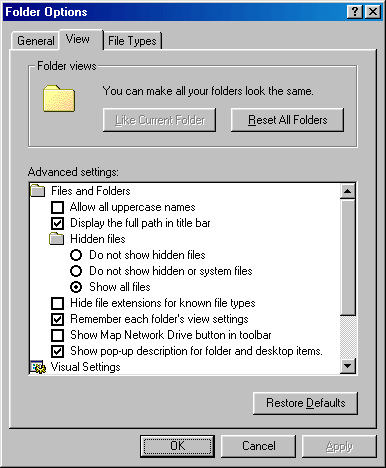 Folder Options
General View File Types
Folder views
You can make all your folders look the same.
Like Current Folder Reset All Folders
Advanced settings:
Files and Folders
Allow all uppercase names
Display the full path in title bar
Hidden files
Do not show hidden files
Do not show hidden or system files
Show all files
Hide file extensions for known file types
Remember each folder's view settings
Show Map Network Drive button in toolbar
Show pop-up description for folder and desktop items.
Visual Settings
Restore Defaults
OK Cancel Apply